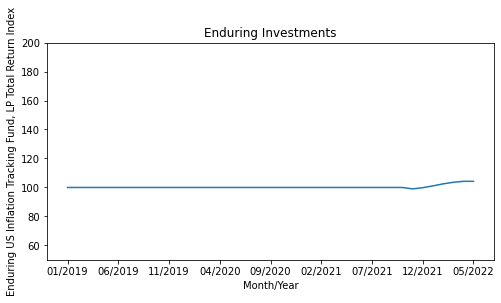 Enduring Investments
Enduring US Inflation Tracking Fund, LP Total Return Index
200
180
160
140
120
100
80
60
01/2019 06/2019 11/2019 04/2020 09/2020 02/2021 07/2021 12/2021 05/2022
Month/Year